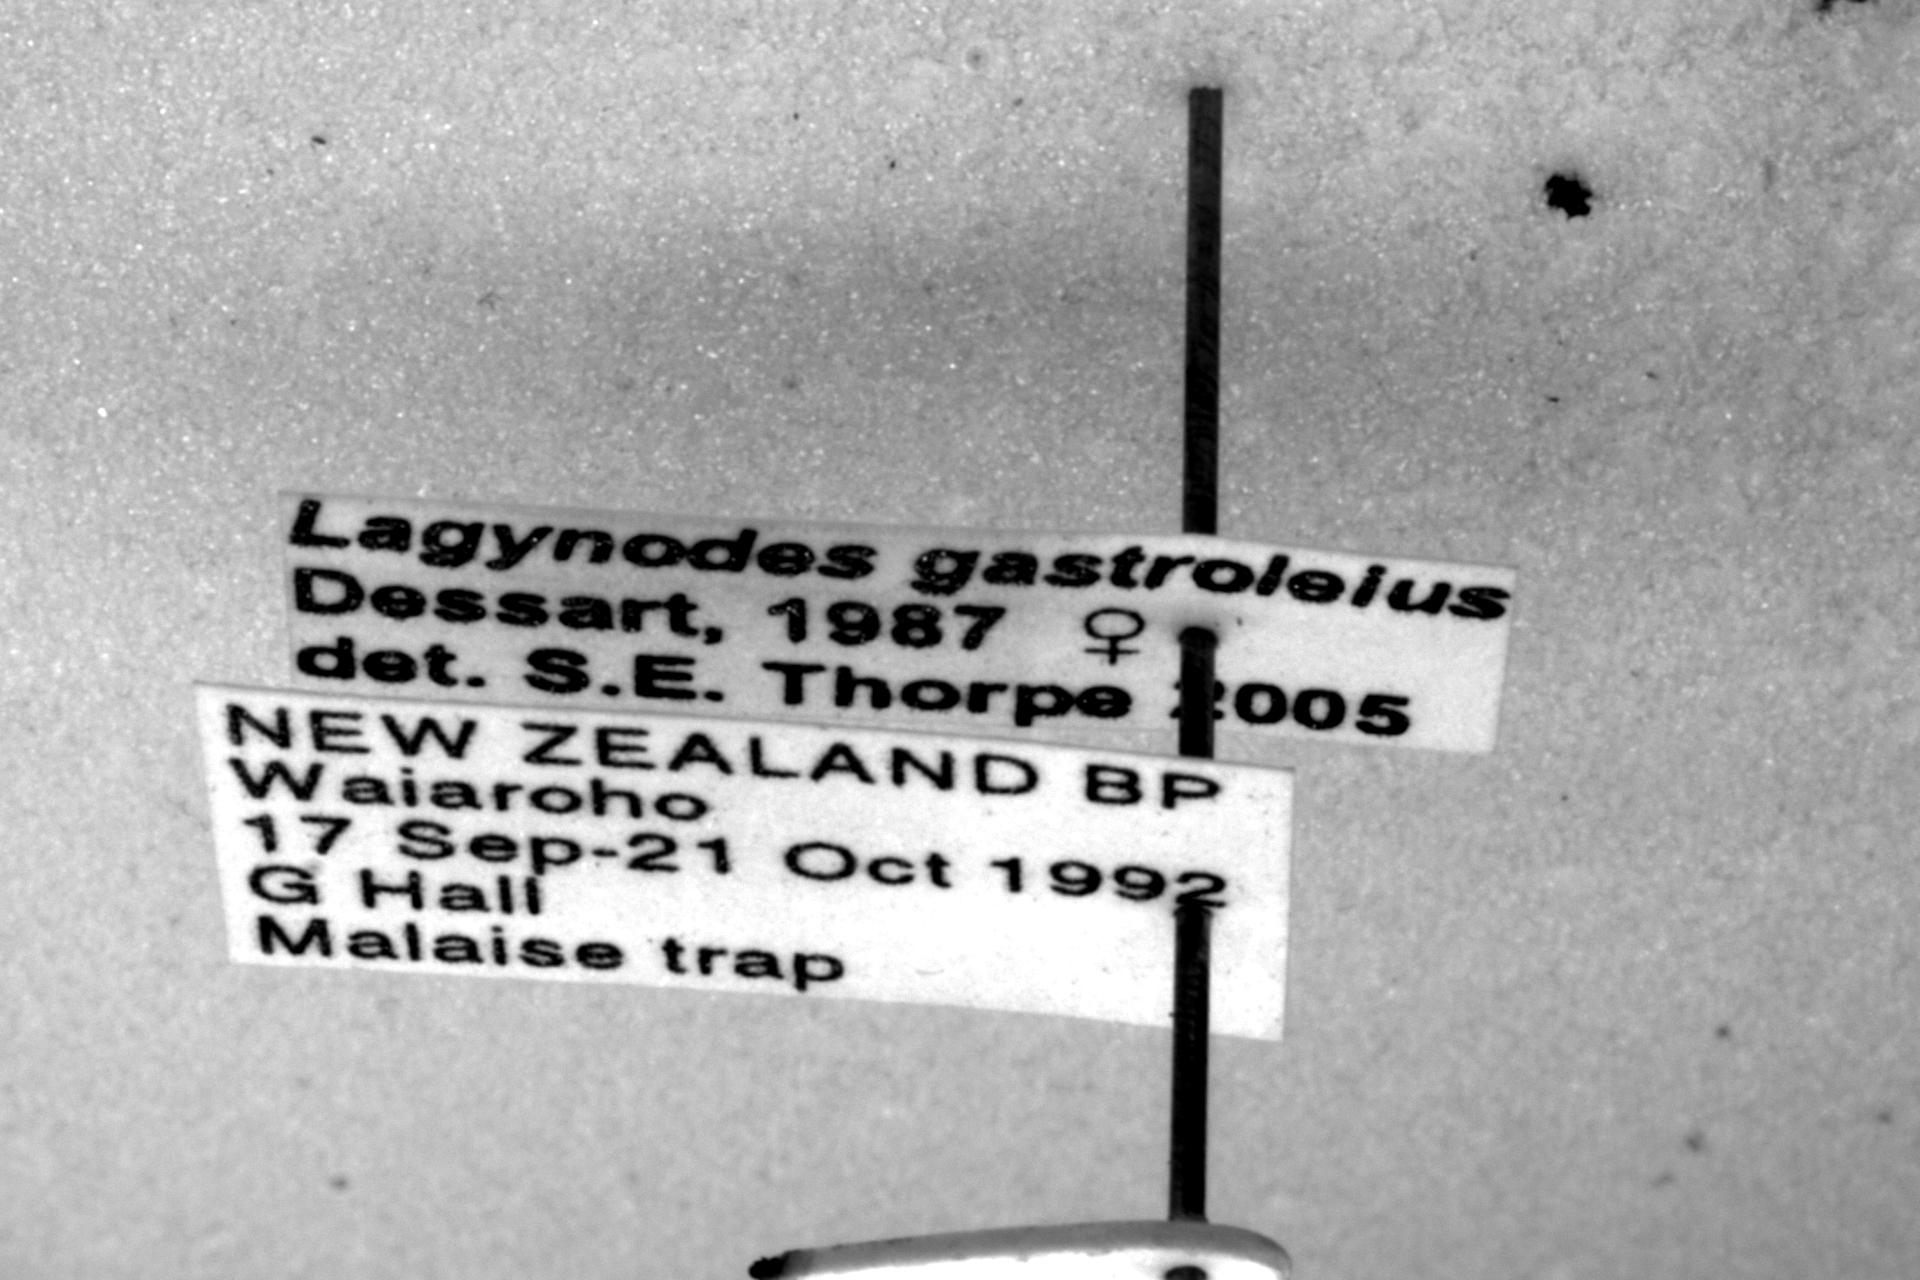 Lagynodes gastroleius
Dessart, 1987 ♀
det. S.E. Thorpe 2005
NEW ZEALAND BP
Waiaroho
17 Sep-21 Oct 1992
G Hall
Malaise trap